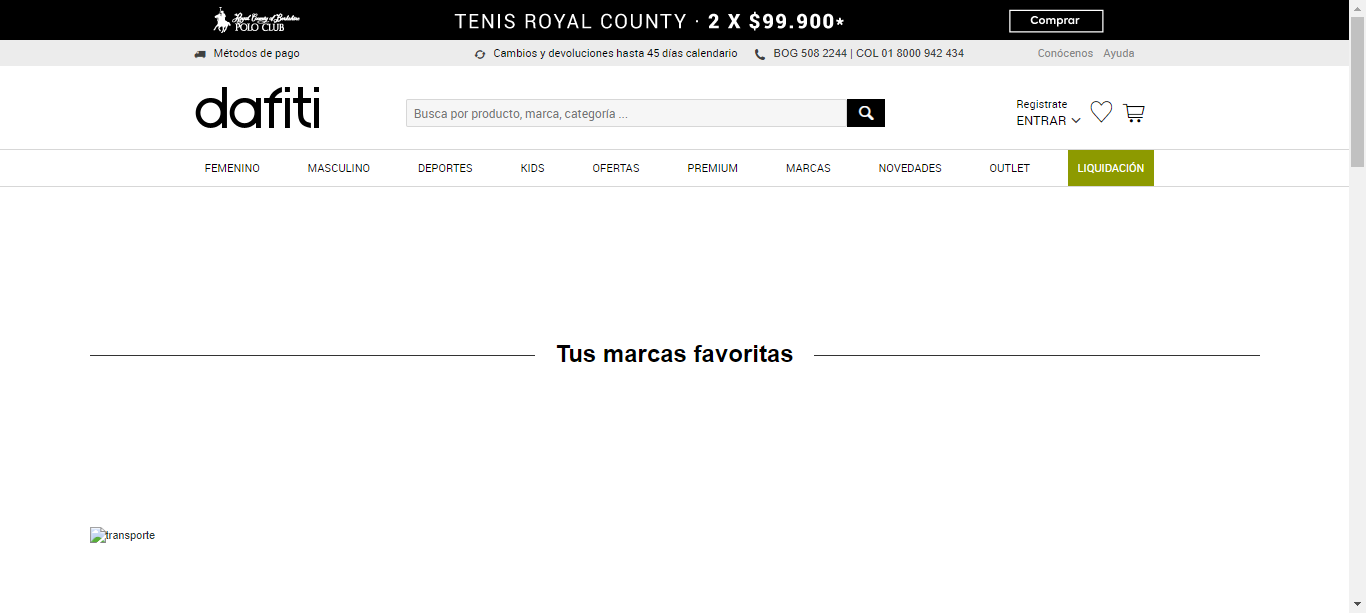 Royal County of Berkshire
POLO CLUB
TENIS ROYAL COUNTY · 2 X $99.900*
Comprar
Métodos de pago
Cambios y devoluciones hasta 45 días calendario
BOG 508 2244 | COL 01 8000 942 434
Conócenos
Ayuda
dafiti
Busca por producto, marca, categoría ...
Registrate
ENTRAR
FEMENINO
MASCULINO
DEPORTES
KIDS
OFERTAS
PREMIUM
MARCAS
NOVEDADES
OUTLET
LIQUIDACIÓN
Tus marcas favoritas
transporte